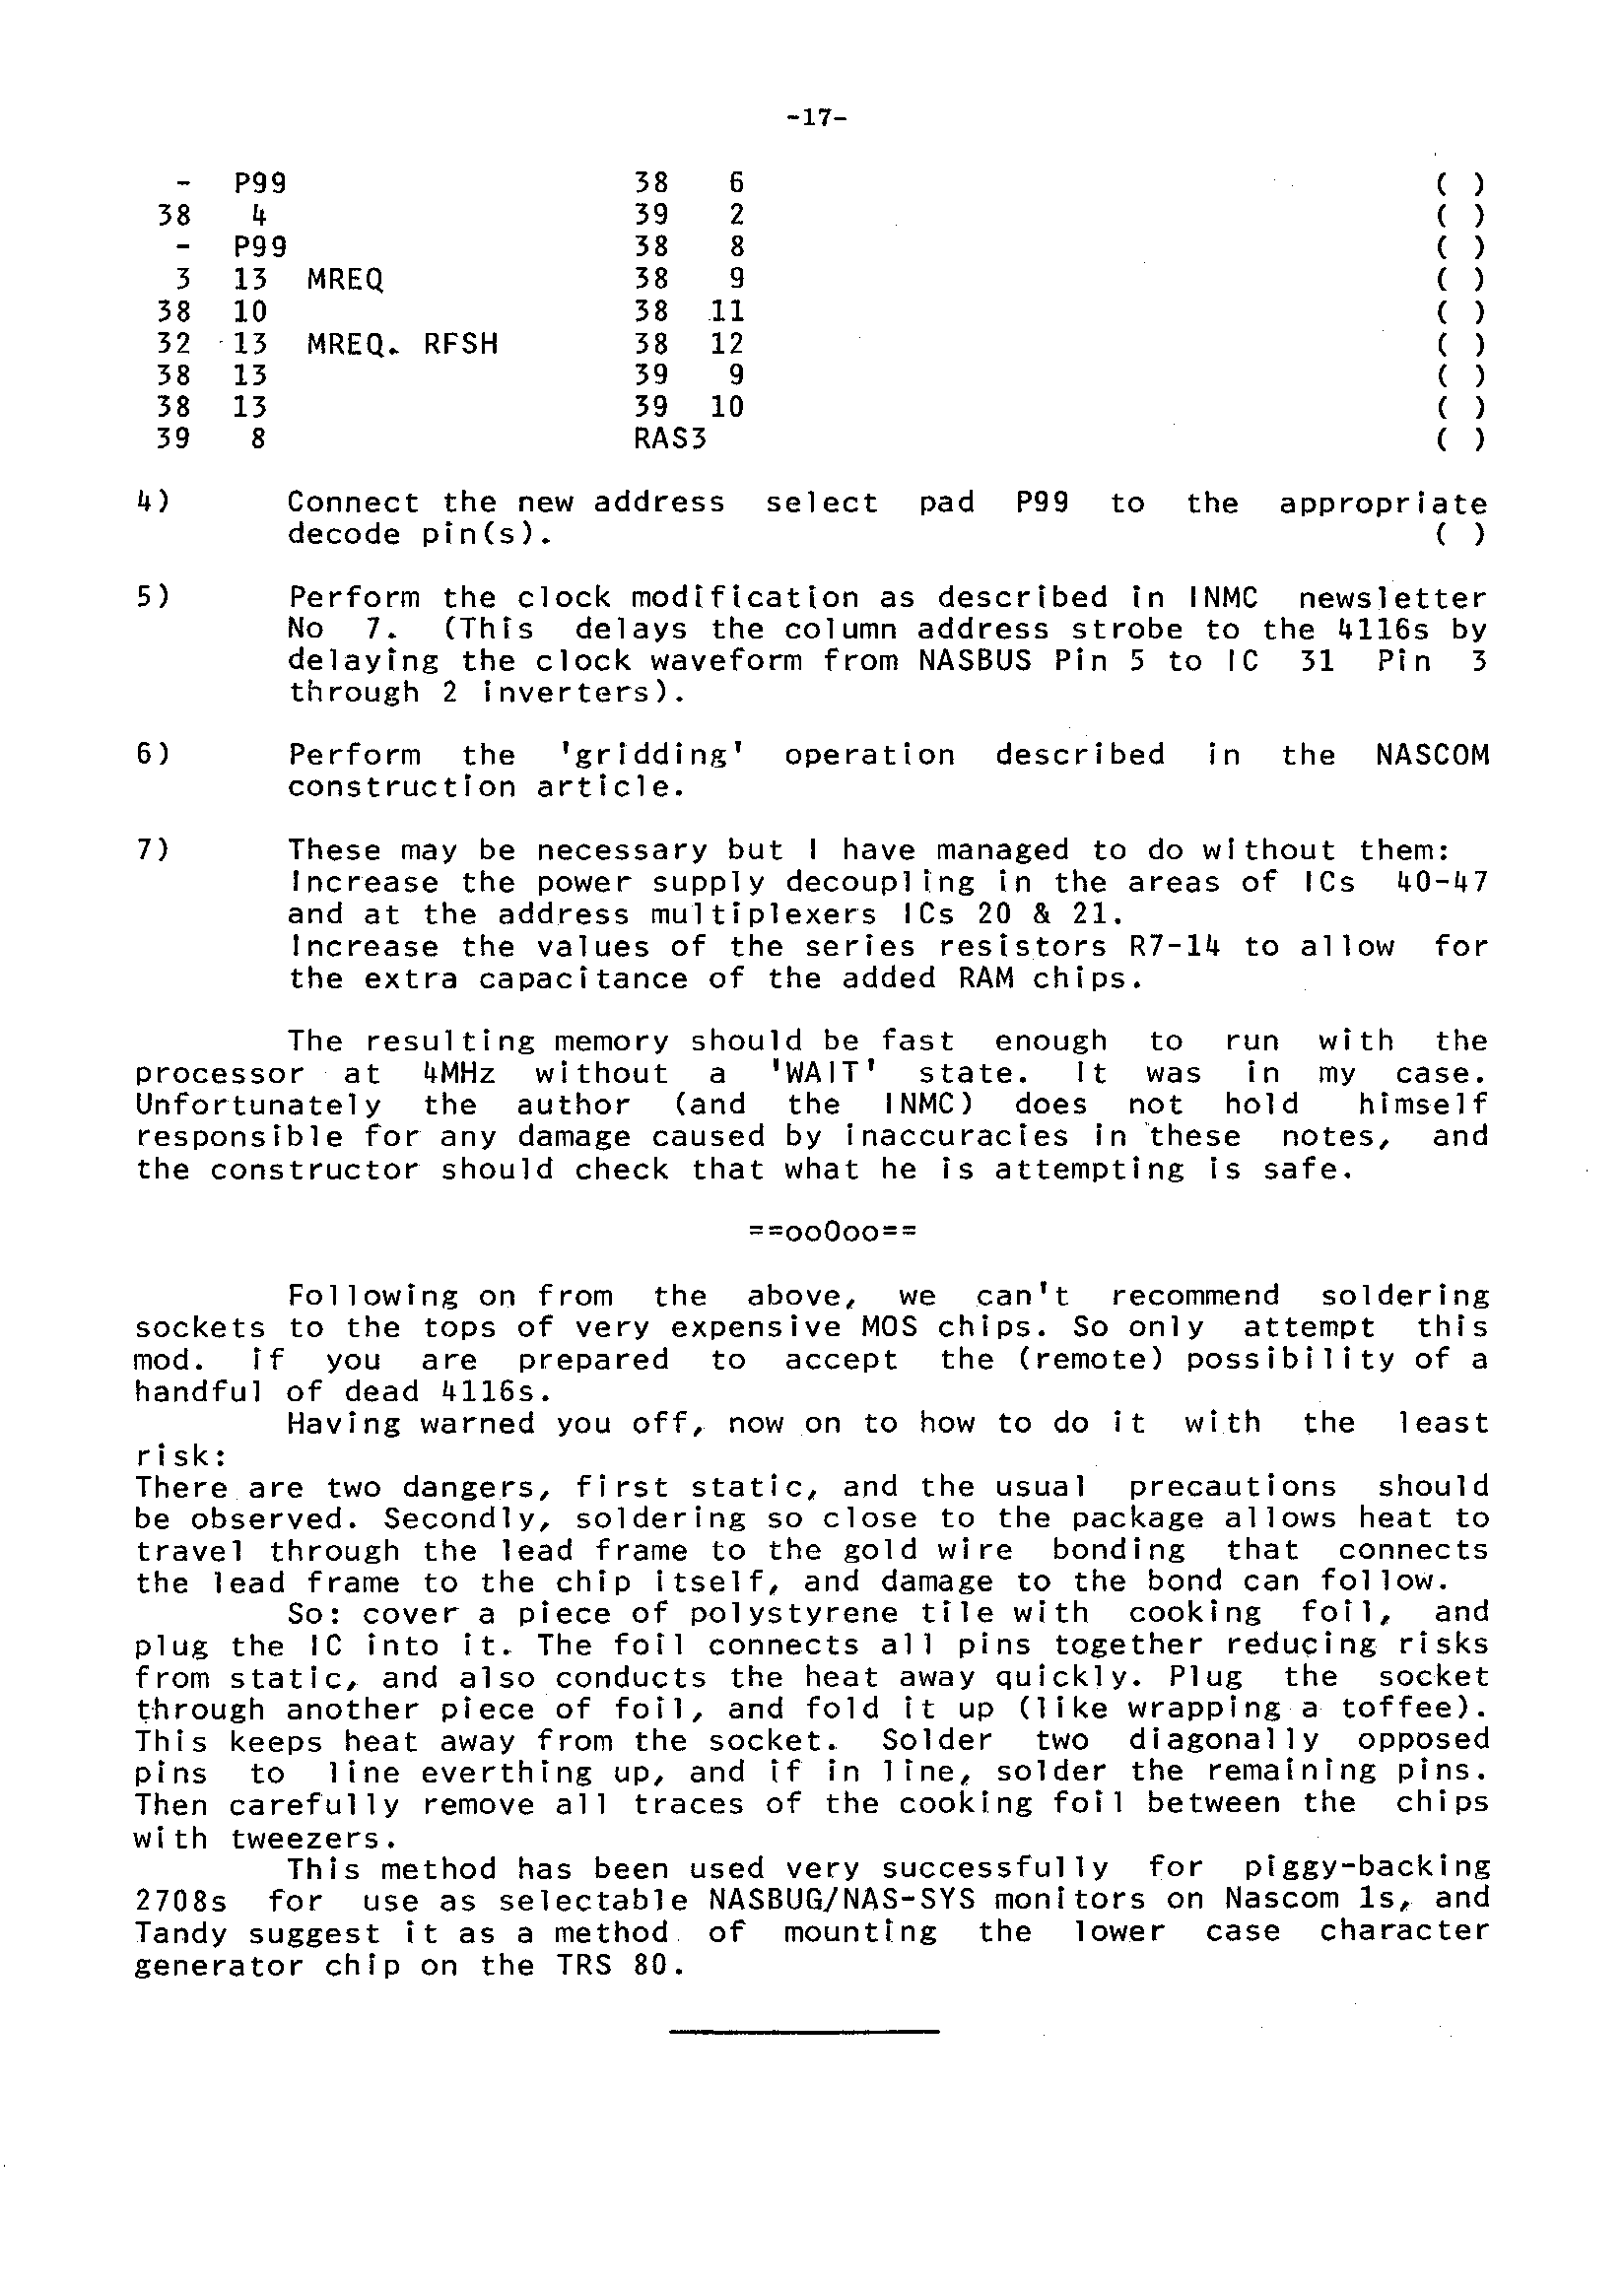 -17-
- P99 38 6 ( )
38 4 39 2 ( )
- P99 38 8 ( )
3 13 MREQ 38 9 ( )
38 10 38 11 ( )
32 13 MREQ. RFSH 38 12 ( )
38 13 39 9 ( )
38 13 39 10 ( )
39 8 RAS3 ( )
4) Connect the new address select pad P99 to the appropriate
decode pin(s). ( )
5) Perform the clock modification as described in INMC newsletter
No 7. (This delays the column address strobe to the 4116s by
delaying the clock waveform from NASBUS Pin 5 to IC 31 Pin 3
through 2 inverters).
6) Perform the 'gridding' operation described in the NASCOM
construction article.
7) These may be necessary but I have managed to do without them:
Increase the power supply decoupling in the areas of ICs 40-47
and at the address multiplexers ICs 20 & 21.
Increase the values of the series resistors R7-14 to allow for
the extra capacitance of the added RAM chips.
The resulting memory should be fast enough to run with the
processor at 4MHz without a 'WAIT' state. It was in my case.
Unfortunately the author (and the INMC) does not hold himself
responsible for any damage caused by inaccuracies in these notes, and
the constructor should check that what he is attempting is safe.
==ooOoo==
Following on from the above, we can't recommend soldering
sockets to the tops of very expensive MOS chips. So only attempt this
mod. if you are prepared to accept the (remote) possibility of a
handful of dead 4116s.
Having warned you off, now on to how to do it with the least
risk:
There are two dangers, first static, and the usual precautions should
be observed. Secondly, soldering so close to the package allows heat to
travel through the lead frame to the gold wire bonding that connects
the lead frame to the chip itself, and damage to the bond can follow.
So: cover a piece of polystyrene tile with cooking foil, and
plug the IC into it. The foil connects all pins together reducing risks
from static, and also conducts the heat away quickly. Plug the socket
through another piece of foil, and fold it up (like wrapping a toffee).
This keeps heat away from the socket. Solder two diagonally opposed
pins to line everthing up, and if in line, solder the remaining pins.
Then carefully remove all traces of the cooking foil between the chips
with tweezers.
This method has been used very successfully for piggy-backing
2708s for use as selectable NASBUG/NAS-SYS monitors on Nascom 1s, and
Tandy suggest it as a method of mounting the lower case character
generator chip on the TRS 80.